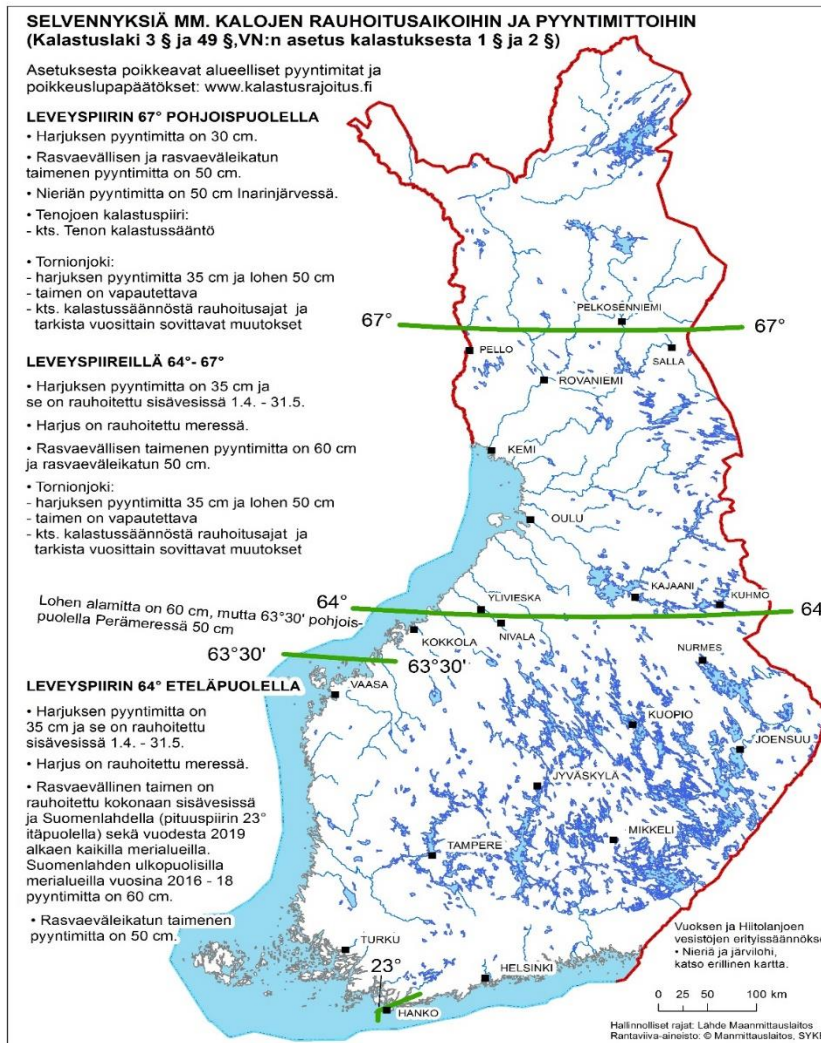 SELVENNYKSIÄ MM. KALOJEN RAUHOITUSAIKOIHIN JA PYYNTIMITTOIHIN
(Kalastuslaki 3 § ja 49 §,VN:n asetus kalastuksesta 1 § ja 2 §)
Asetuksesta poikkeavat alueelliset pyyntimitat ja
poikkeuslupapäätökset: www.kalastusrajoitus.fi
LEVEYSPIIRIN 67° POHJOISPUOLELLA
• Harjuksen pyyntimitta on 30 cm.
• Rasvaevällisen ja rasvaeväleikatun
taimenen pyyntimitta on 50 cm.
• Nieriän pyyntimitta on 50 cm Inarinjärvessä.
• Tenojoen kalastuspiiri:
- kts. Tenon kalastussääntö
• Tornionjoki:
- harjuksen pyyntimitta 35 cm ja lohen 50 cm
- taimen on vapautettava
- kts. kalastussäännöstä rauhoitusajat ja
tarkista vuosittain sovittavat muutokset
67°
PELKOSENNIEMI
67°
PELLO
SALLA
ROVANIEMI
LEVEYSPIIREILLÄ 64°- 67°
• Harjuksen pyyntimitta on 35 cm ja
se on rauhoitettu sisävesissä 1.4. - 31.5.
• Harjus on rauhoitettu meressä.
• Rasvaevällisen taimenen pyyntimitta on 60 cm
ja rasvaeväleikatun 50 cm.
• Tornionjoki:
- harjuksen pyyntimitta 35 cm ja lohen 50 cm
- taimen on vapautettava
- kts. kalastussäännöstä rauhoitusajat ja
tarkista vuosittain sovittavat muutokset
KEMI
OULU
KAJAANI
KUHMO
YLIVIESKA
64°
64
Lohen alamitta on 60 cm, mutta 63°30' pohjois-
puolella Perämeressä 50 cm
KOKKOLA
NIVALA
63°30'
63°30'
NURMES
VAASA
KUOPIO
JOENSUU
JYVÄSKYLÄ
MIKKELI
TAMPERE
LEVEYSPIIRIN 64° ETELÄPUOLELLA
• Harjuksen pyyntimitta on
35 cm ja se on rauhoitettu
sisävesissä 1.4. - 31.5.
• Harjus on rauhoitettu meressä.
• Rasvaevällinen taimen on
rauhoitettu kokonaan sisävesissä
ja Suomenlahdella (pituuspiirin 23°
itäpuolella) sekä vuodesta 2019
alkaen kaikilla merialueilla.
Suomenlahden ulkopuolisilla
merialueilla vuosina 2016 - 18
pyyntimitta on 60 cm.
• Rasvaeväleikatun taimenen
pyyntimitta on 50 cm.
TURKU
HELSINKI
23°
HANKO
Vuoksen ja Hiitolanjoen
vesistöjen erityissäännökse
• Nieriä ja järvilohi,
katso erillinen kartta.
0 25 50 100 km
Hallinnolliset rajat: Lähde Maanmittauslaitos
Rantaviiva-aineisto: © Manmittauslaitos, SYKE